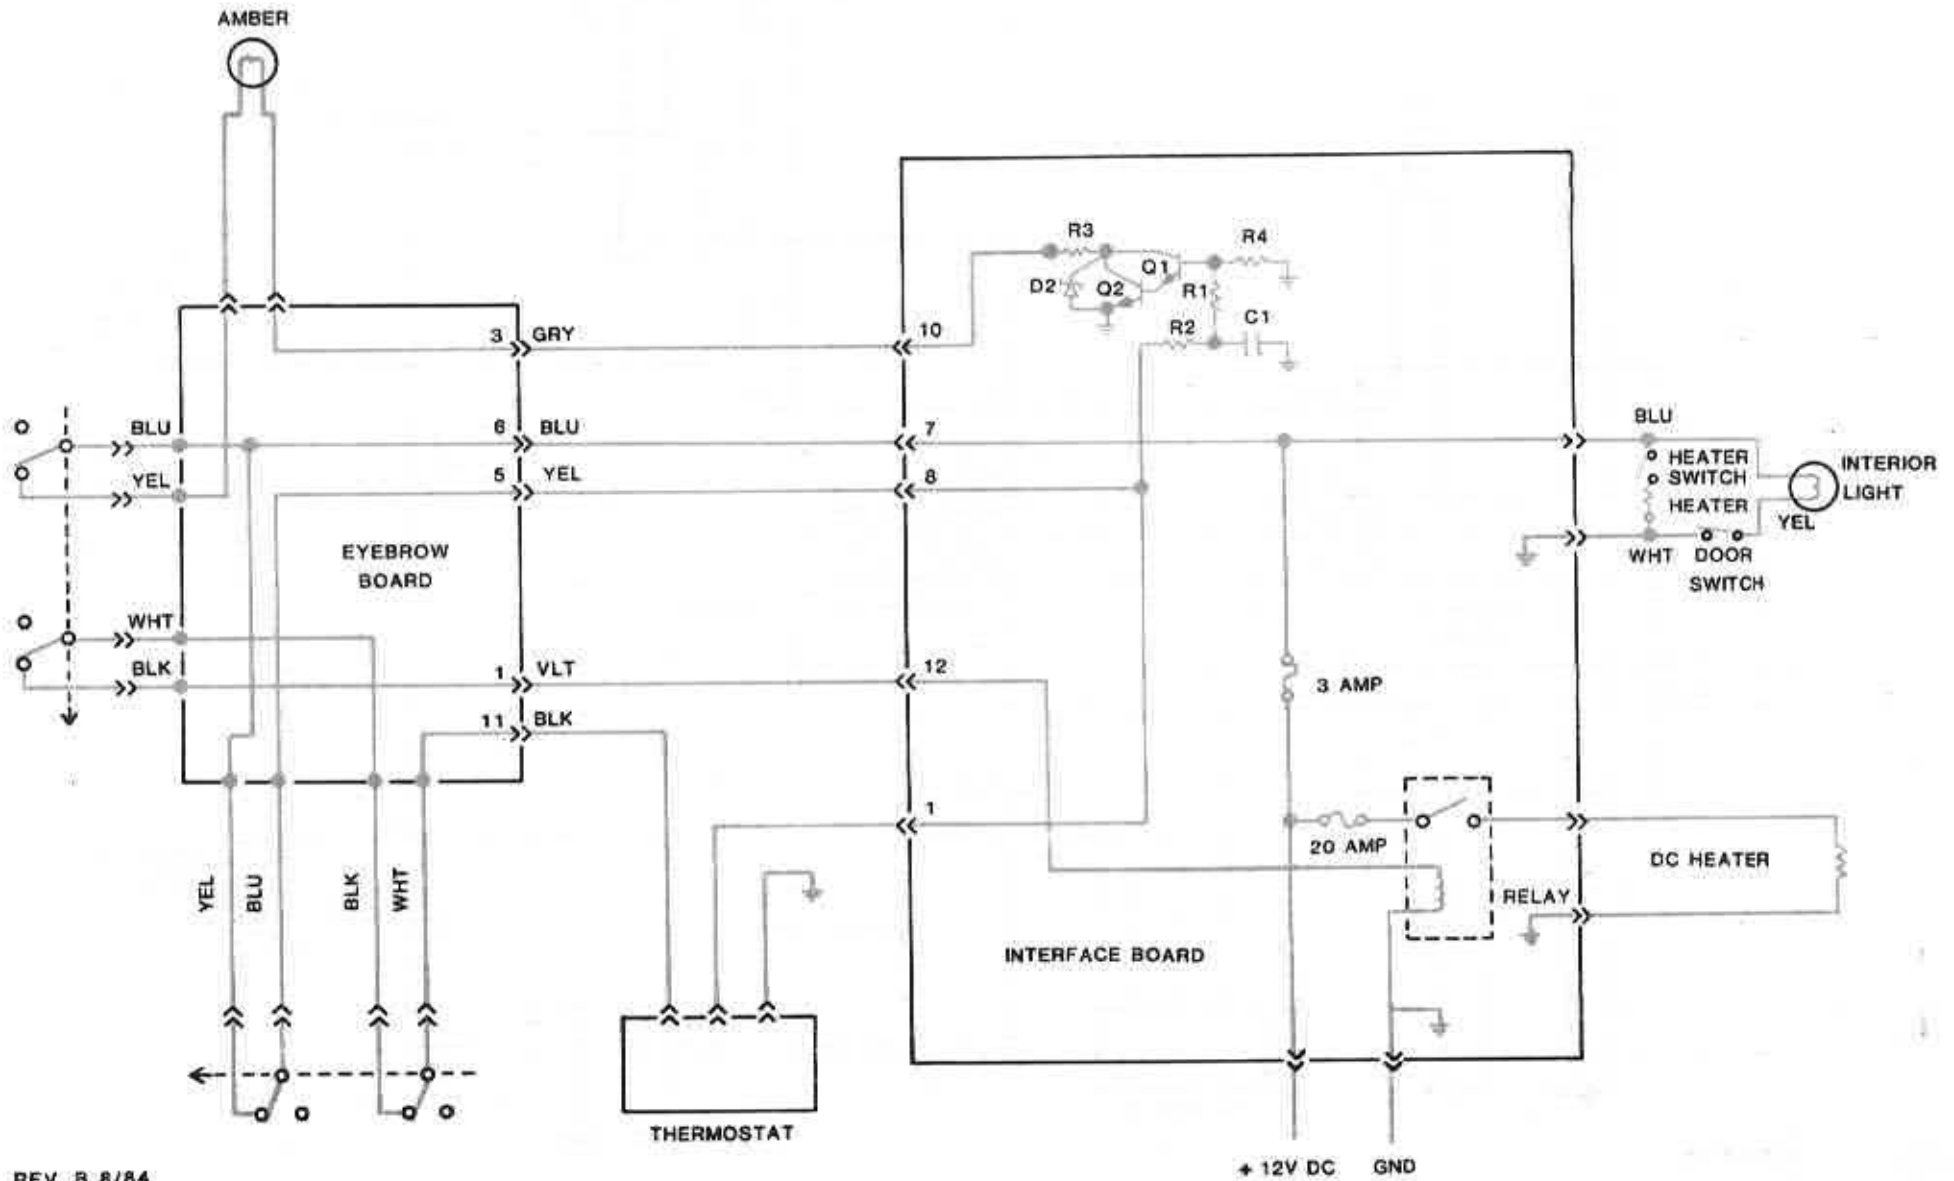 AMBER
R3
R4
Q1
D2
Q2
R1
C1
R2
3 GRY
10
BLU
6 BLU
7
BLU
YEL
5 YEL
8
HEATER
SWITCH
HEATER
INTERIOR
LIGHT
YEL
WHT
DOOR
SWITCH
EYEBROW
BOARD
WHT
BLK
1 VLT
12
3 AMP
11 BLK
1
20 AMP
DC HEATER
RELAY
YEL
BLU
BLK
WHT
INTERFACE BOARD
THERMOSTAT
+ 12V DC
GND
REV. B 8/84